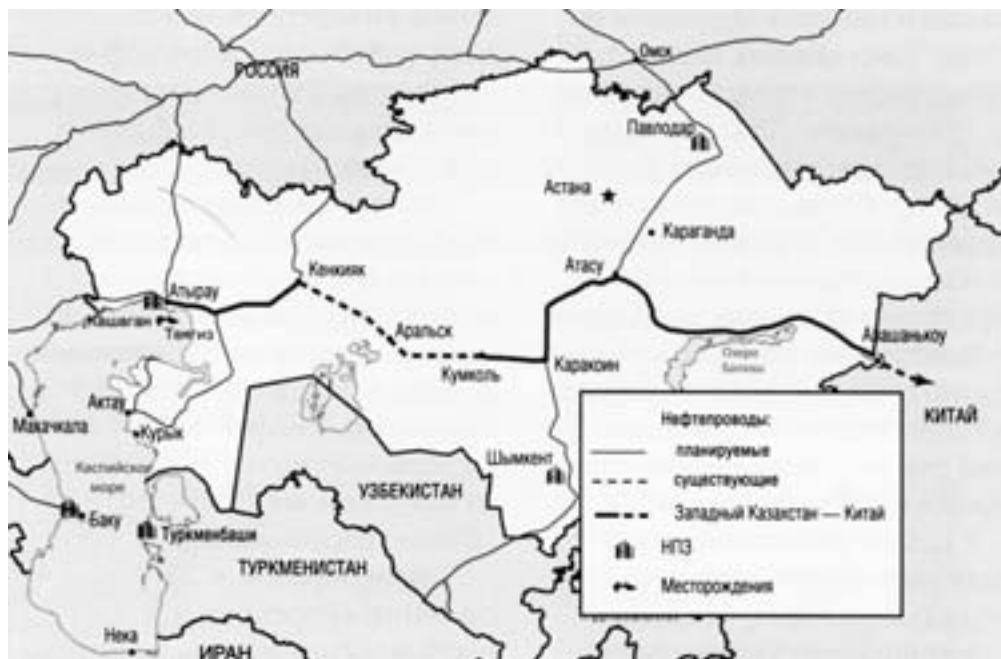 Омск
РОССИЯ
Павлодар
Астана
Караганда
Кенкияк
Атасу
Атырау
Кашаган
Тенгиз
Аральск
Арашанькоу
Кумколь
Каракоин
Озеро
Балхаш
Актау
Махачкала
Курык
КИТАЙ
Каспийское
море
Шымкент
УЗБЕКИСТАН
Баку
Туркменбаши
ТУРКМЕНИСТАН
Нека
ИРАН
Нефтепроводы:
планируемые
существующие
Западный Казахстан — Китай
НПЗ
Месторождения